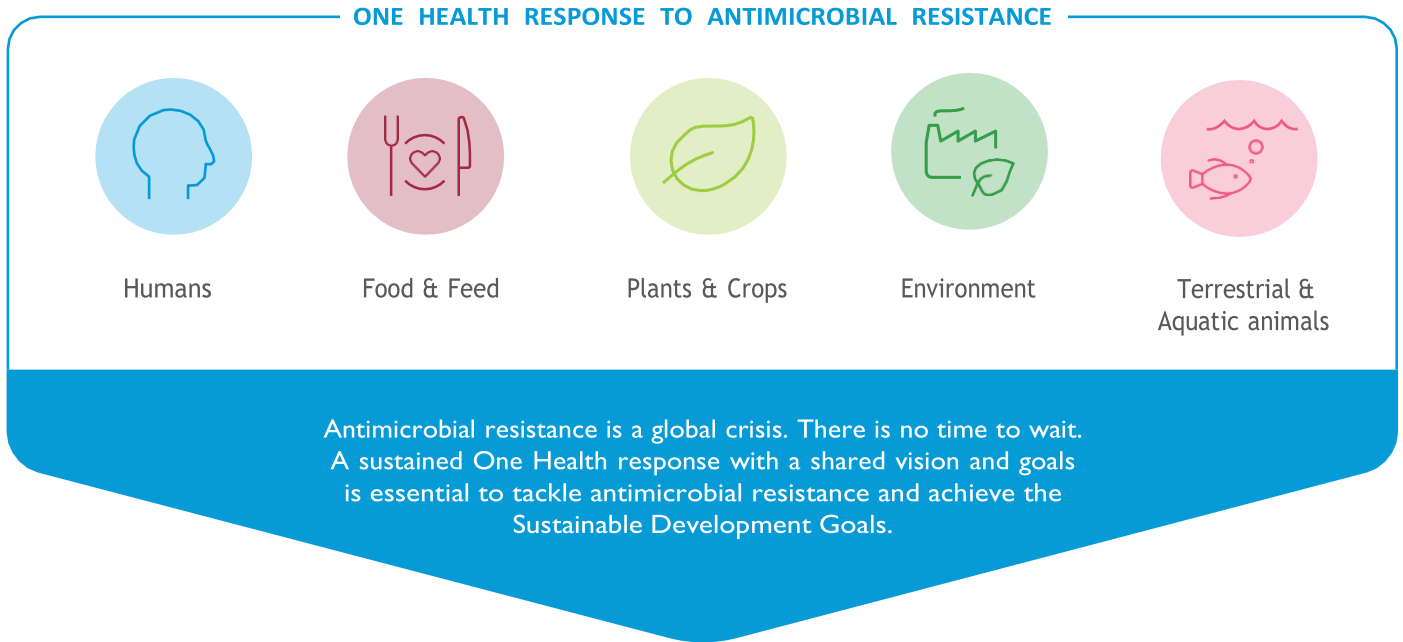 ONE HEALTH RESPONSE TO ANTIMICROBIAL RESISTANCE
Humans
Food & Feed
Plants & Crops
Environment
Terrestrial &
Aquatic animals
Antimicrobial resistance is a global crisis. There is no time to wait.
A sustained One Health response with a shared vision and goals
is essential to tackle antimicrobial resistance and achieve the
Sustainable Development Goals.